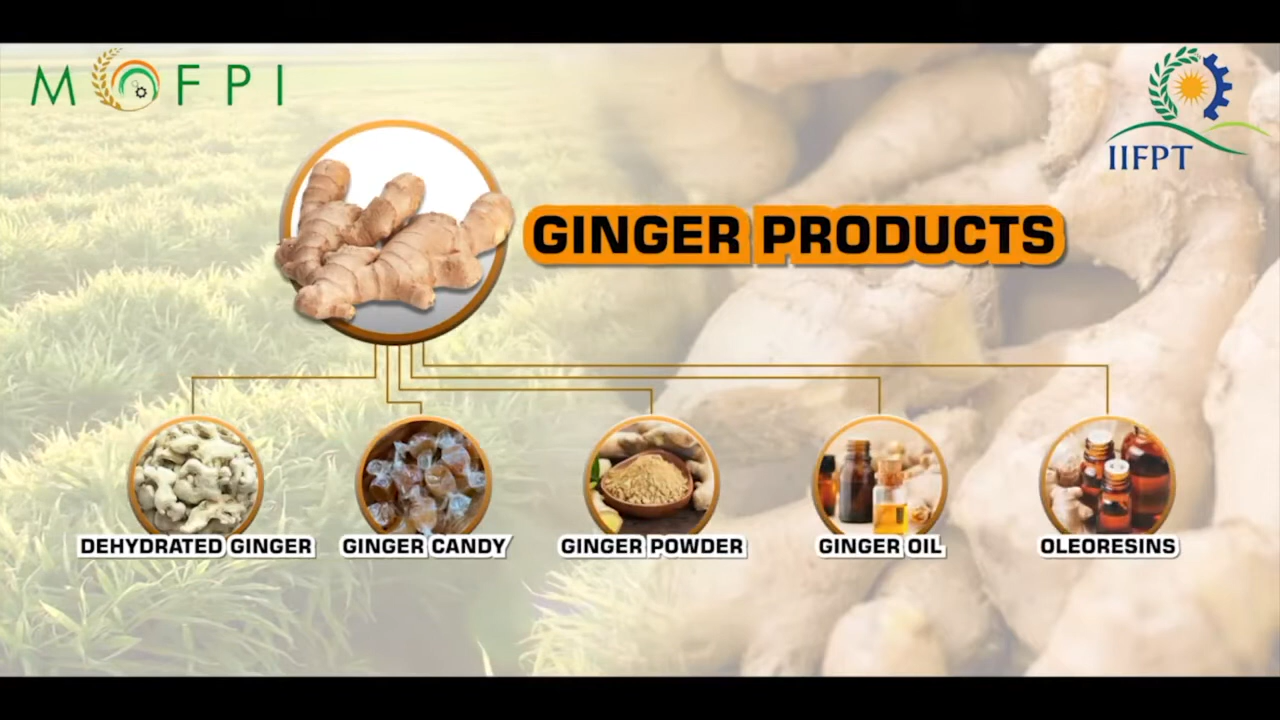 MOFPI
IIFPT
GINGER PRODUCTS
DEHYDRATED GINGER
GINGER CANDY
GINGER POWDER
GINGER OIL
OLEORESINS